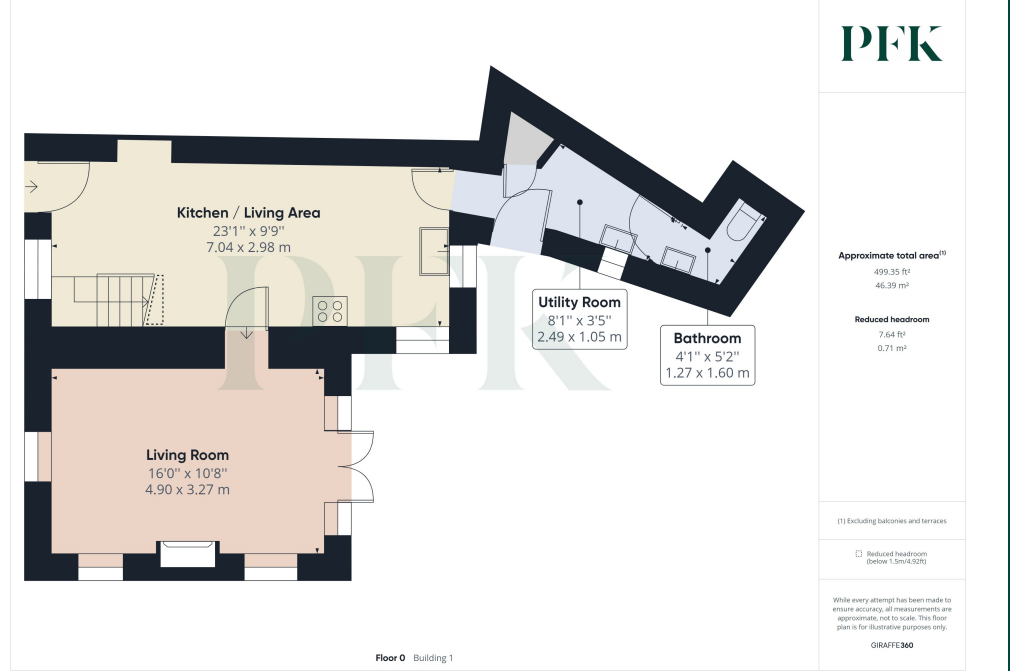 PFK
Kitchen / Living Area
23'1" x 9'9"
7.04 x 2.98 m
PFK
Utility Room
8'1" x 3'5"
2.49 x 1.05 m
Bathroom
4'1" x 5'2"
1.27 x 1.60 m
Living Room
16'0" x 10'8"
4.90 x 3.27 m
Approximate total area(1)
499.35 ft²
46.39 m²
Reduced headroom
7.64 ft²
0.71 m²
(1) Excluding balconies and terraces
Reduced headroom
(below 1.5m/4.92ft)
While every attempt has been made to
ensure accuracy, all measurements are
approximate, not to scale. This floor
plan is for illustrative purposes only.
GIRAFFE360
Floor 0 Building 1